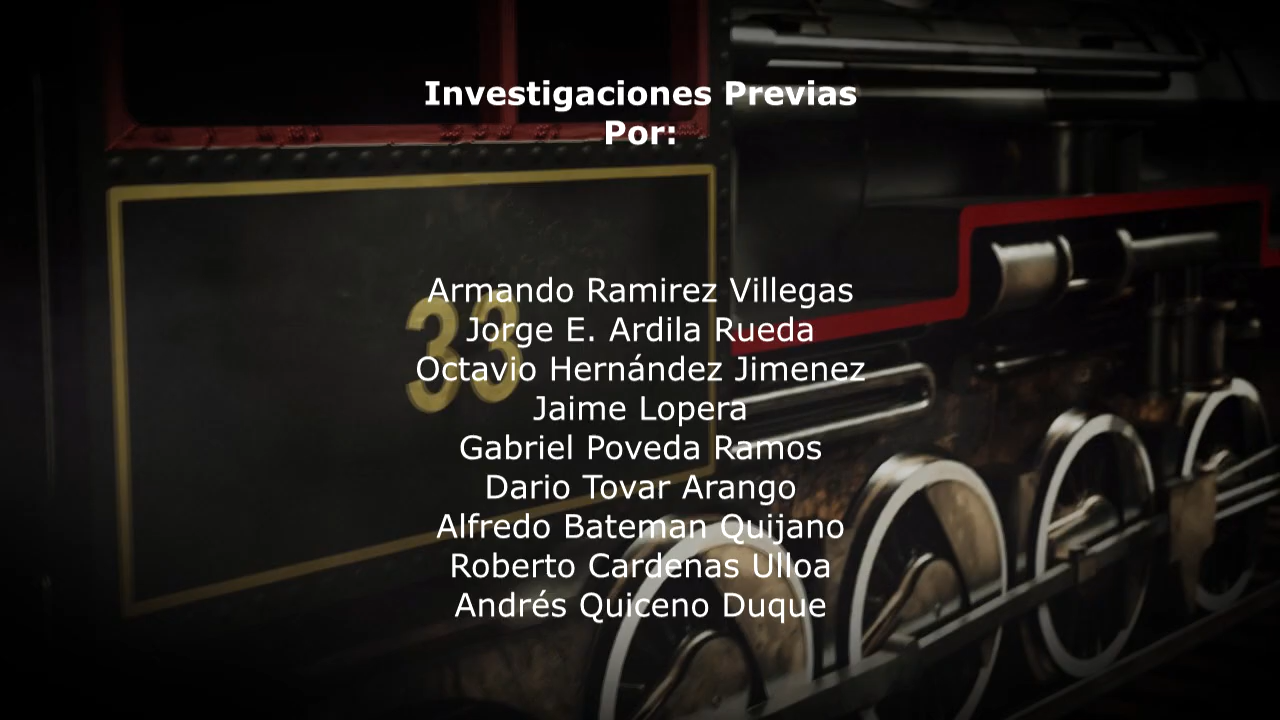 Investigaciones Previas
Por:
33
Armando Ramirez Villegas
Jorge E. Ardila Rueda
Octavio Hernández Jimenez
Jaime Lopera
Gabriel Poveda Ramos
Dario Tovar Arango
Alfredo Bateman Quijano
Roberto Cardenas Ulloa
Andrés Quiceno Duque